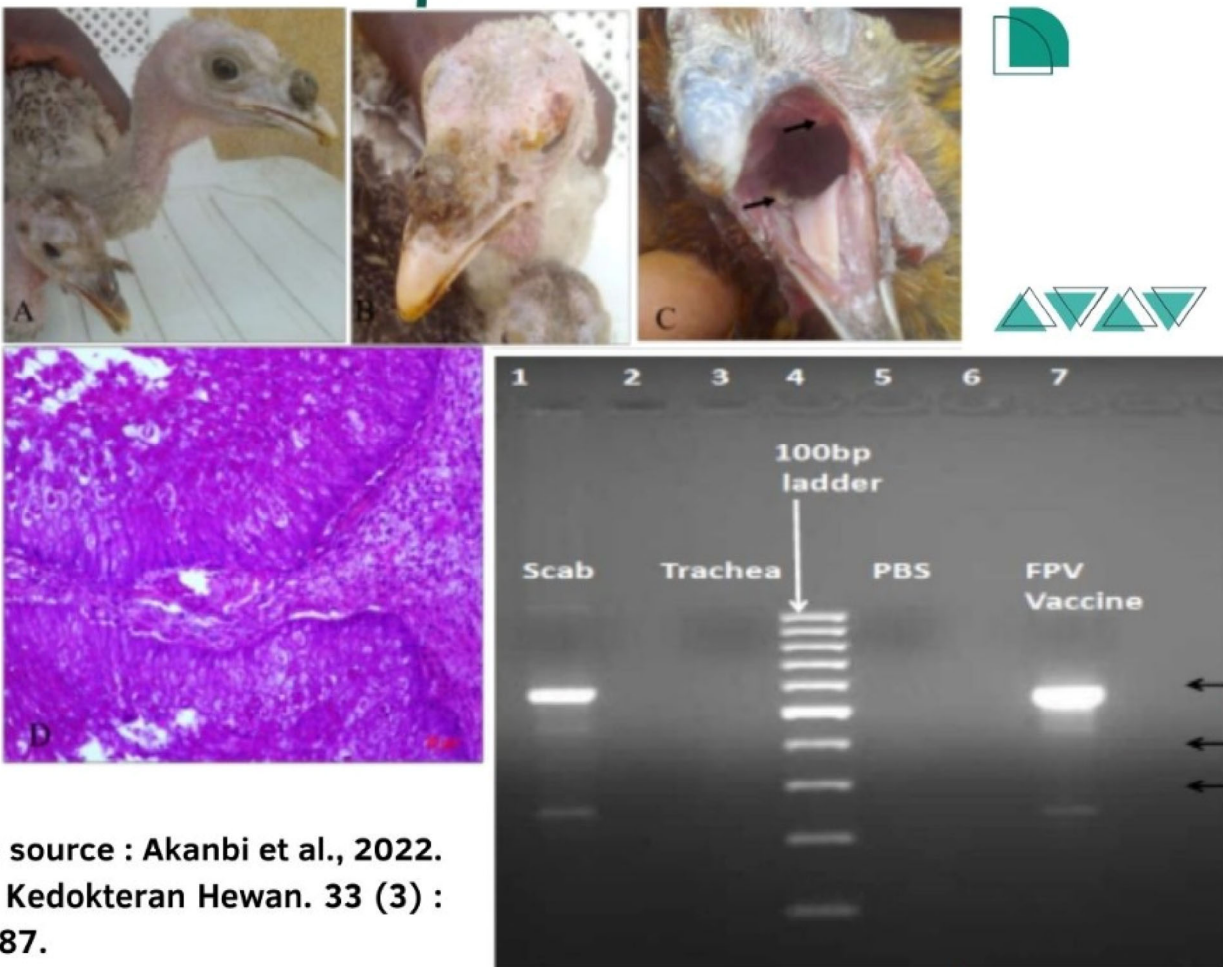 A
B
C
D
1 2 3 4 5 6 7
100bp
ladder
Scab Trachea PBS FPV
Vaccine
source : Akanbi et al., 2022.
Kedokteran Hewan. 33 (3) :
87.